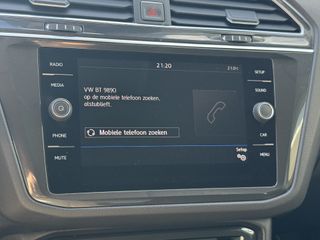 RADIO
21:20
21.0°c
SETUP
MEDIA
VW BT 9890
op de mobiele telefoon zoeken,
alstublieft.
SOUND
PHONE
Mobiele telefoon zoeken
CAR
MUTE
Setup
MENU